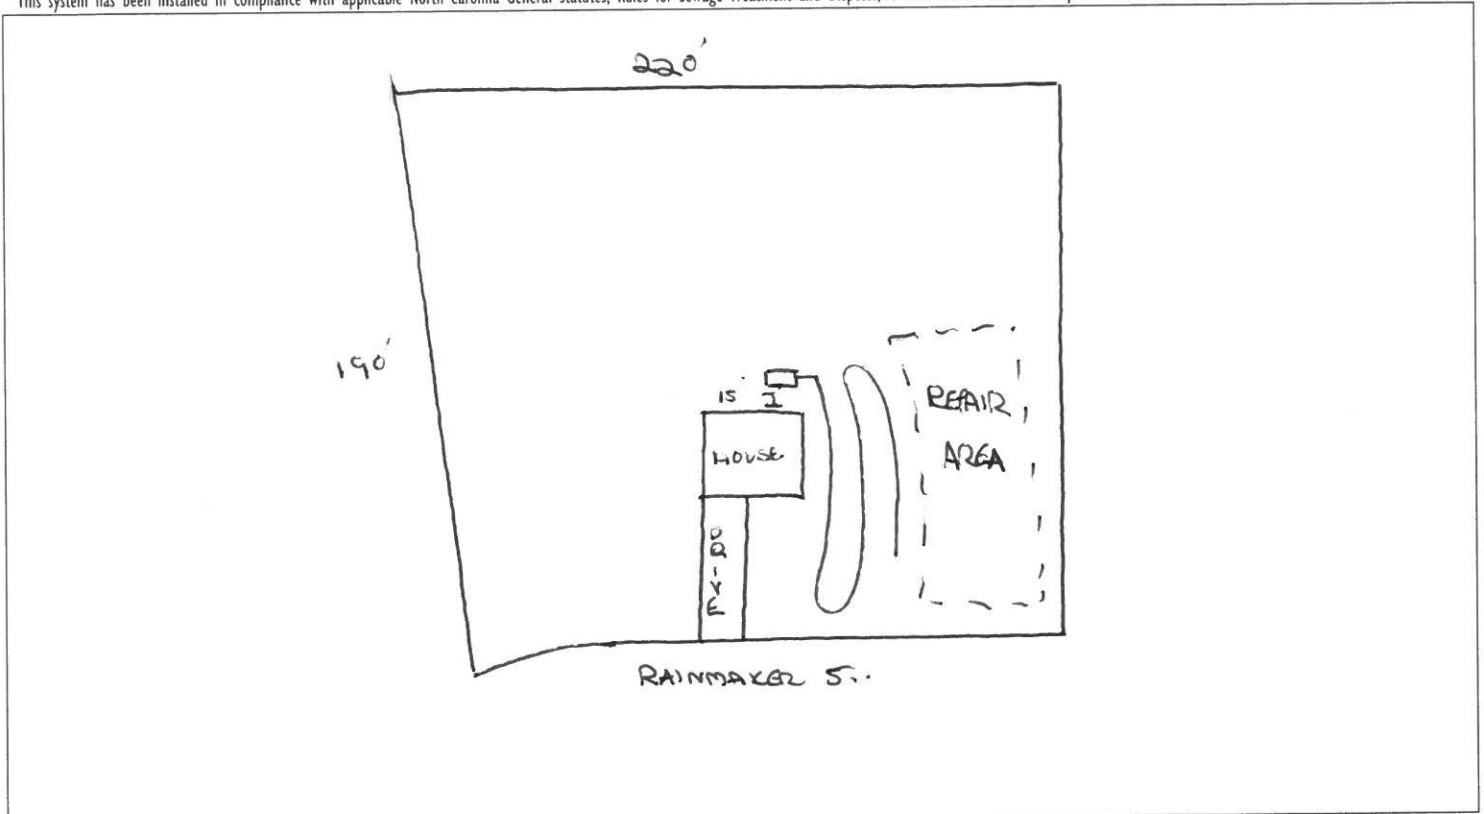 This system has been installed in compliance with applicable North Carolina General Statutes, Rules for Sewage Treatment and Disposal,
220'
190'
15'
HOUSE
REPAIR
AREA
DRIVE
RAINMAKER